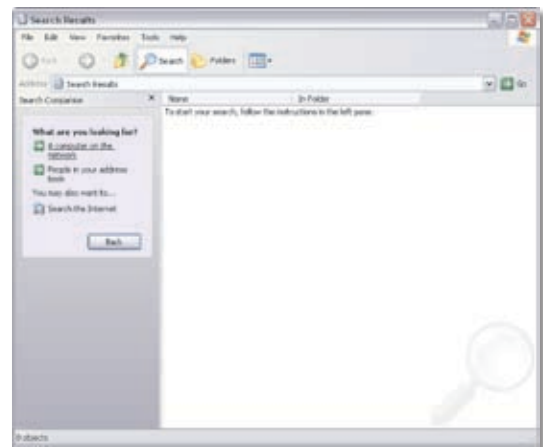 Search Results
File Edit View Favorites Tools Help
Back Search Folders
Address Search Results Go
Search Companion × Name In Folder
To start your search, follow the instructions in the left pane.
What are you looking for?
A computer on the
network
People in your address
book
You may also want to...
Search the Internet
Back
0 objects